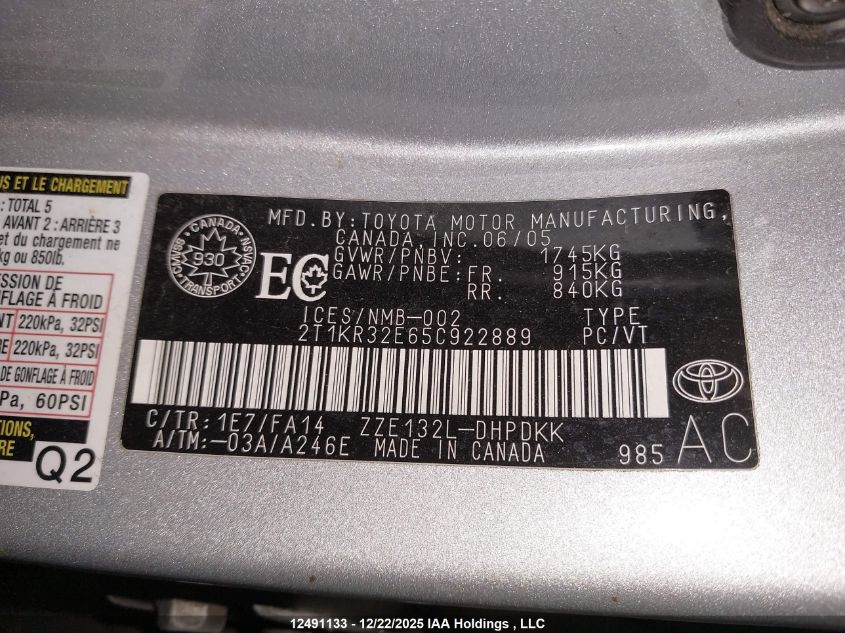 US ET LE CHARGEMENT
: TOTAL 5
AVANT 2 : ARRIÈRE 3
et du chargement ne
kg ou 850lb.
ESSION DE
NFLAGE À FROID
NT 220kPa, 32PSI
RE 220kPa, 32PSI
DE GONFLAGE À FROID
Pa, 60PSI
TIONS,
RE
Q2
MFD.BY:TOYOTA MOTOR MANUFACTURING,
CANADA INC.06/05
GVWR/PNBV: 1745KG
GAWR/PNBE:FR. 915KG
RR. 840KG
CANADA
CMVSS
NSVAC
930
TRANSPORT
EC
ICES/NMB-002 TYPE
2T1KR32E65C922889 PC/VT
C/TR:1E7/FA14 ZZE132L-DHPDKK
A/TM:-03A/A246E MADE IN CANADA
985 AC
12491133 - 12/22/2025 IAA Holdings , LLC